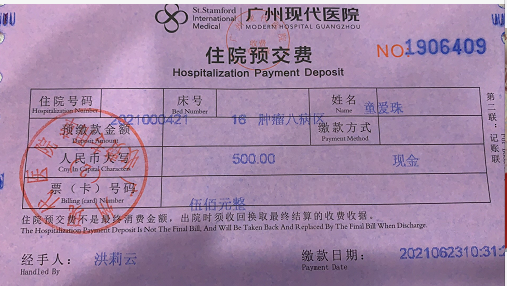 St.Stamford International Medical
广州现代医院
MODERN HOSPITAL GUANGZHOU
住院预交费
Hospitalization Payment Deposit
NO:1906409
住院号码 Hospitalization Number 2021000421
床号 Bed Number 16 肿瘤八病区
姓名 Name 童爱珠
预缴款金额 Amount 500.00
缴款方式 Payment Method 现金
人民币大写 Cny In Capital Characters 伍佰元整
票(卡)号码 Billing (card) Number
第二联:记账联
住院预交费不是最终消费金额,出院时须收回换取最终结算的收费收据。
The Hospitalization Payment Deposit Is Not The Final Bill, And Will Be Taken Back And Replaced By The Final Bill When Discharge.
经手人: Handled By 洪莉云
缴款日期: Payment Date 2021062310:31: